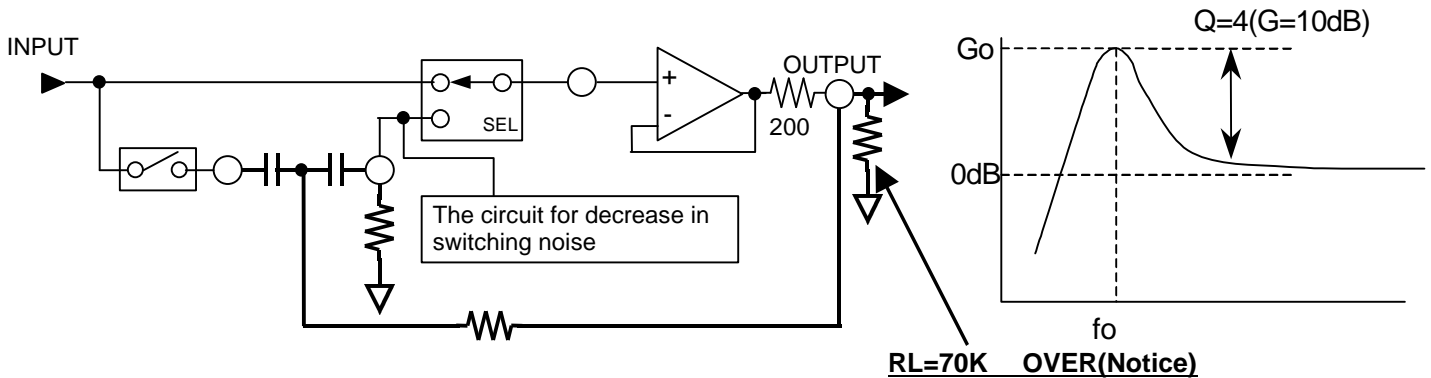 INPUT
SEL
+
-
OUTPUT
200
The circuit for decrease in
switching noise
Q=4(G=10dB)
Go
0dB
fo
RL=70K OVER(Notice)